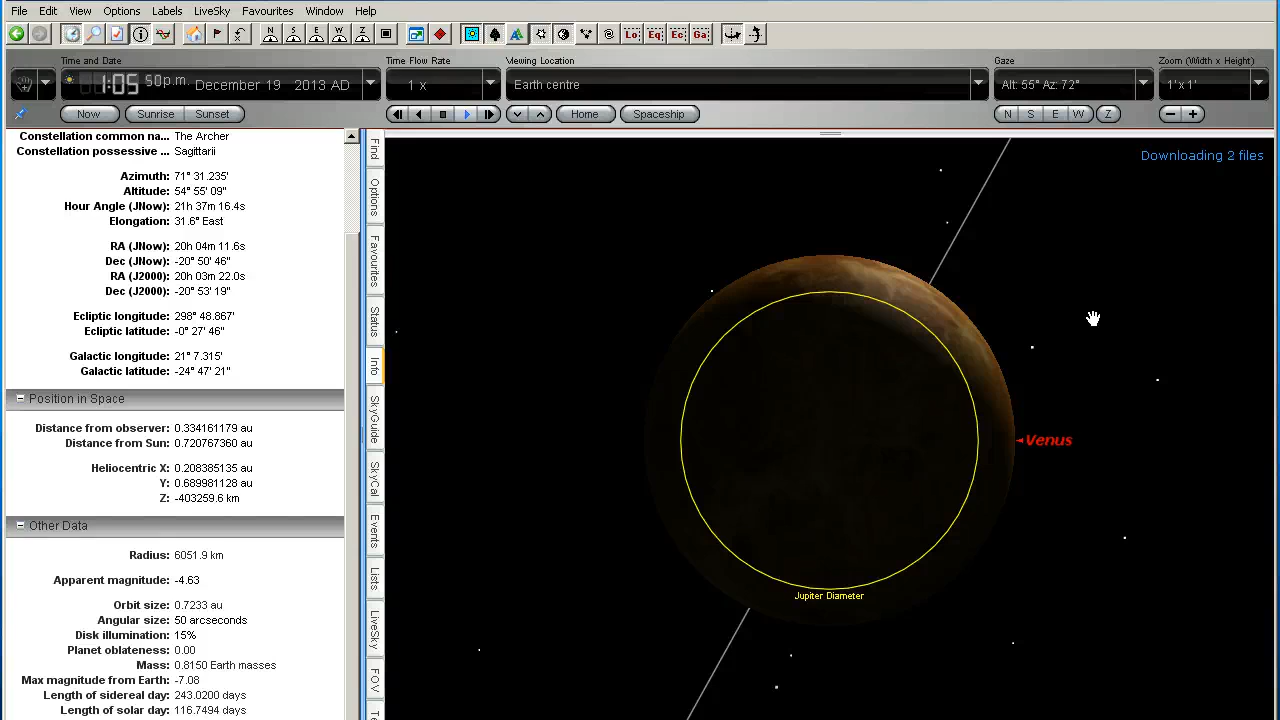 File Edit View Options Labels LiveSky Favourites Window Help
N S E W Z Lo Eq Ec Ga
Time and Date Time Flow Rate Viewing Location Gaze Zoom (Width x Height)
1:05 50p.m. December 19 2013 AD 1 x Earth centre Alt: 55° Az: 72° 1'x 1'
Now Sunrise Sunset Home Spaceship N S E W Z
Constellation common na... The Archer
Constellation possessive ... Sagittarii
Azimuth: 71° 31.235'
Altitude: 54° 55' 09"
Hour Angle (JNow): 21h 37m 16.4s
Elongation: 31.6° East
RA (JNow): 20h 04m 11.6s
Dec (JNow): -20° 50' 46"
RA (J2000): 20h 03m 22.0s
Dec (J2000): -20° 53' 19"
Ecliptic longitude: 298° 48.867'
Ecliptic latitude: -0° 27' 46"
Galactic longitude: 21° 7.315'
Galactic latitude: -24° 47' 21"
Position in Space
Distance from observer: 0.334161179 au
Distance from Sun: 0.720767360 au
Heliocentric X: 0.208385135 au
Y: 0.689981128 au
Z: -403259.6 km
Other Data
Radius: 6051.9 km
Apparent magnitude: -4.63
Orbit size: 0.7233 au
Angular size: 50 arcseconds
Disk illumination: 15%
Planet oblateness: 0.00
Mass: 0.8150 Earth masses
Max magnitude from Earth: -7.08
Length of sidereal day: 243.0200 days
Length of solar day: 116.7494 days
Find
Options
Favourites
Status
Info
SkyGuide
SkyCal
Events
Lists
LiveSky
FOV
Downloading 2 files
Venus
Jupiter Diameter